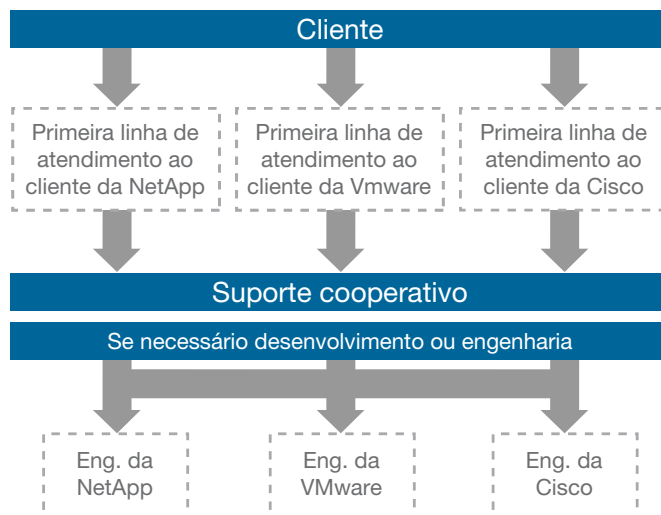 Cliente
Primeira linha de
atendimento ao
cliente da NetApp
Primeira linha de
atendimento ao
cliente da Vmware
Primeira linha de
atendimento ao
cliente da Cisco
Suporte cooperativo
Se necessário desenvolvimento ou engenharia
Eng. da
NetApp
Eng. da
VMware
Eng. da
Cisco